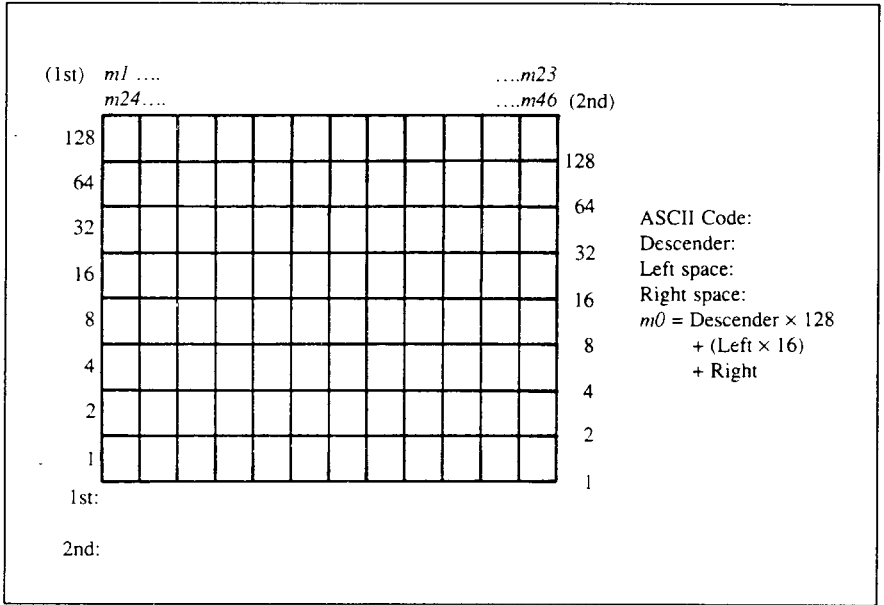 (1st) m1 .... ....m23
m24.... ....m46 (2nd)
128
64
32
16
8
4
2
1
128
64
32
16
8
4
2
1
ASCII Code:
Descender:
Left space:
Right space:
m0 = Descender × 128
+ (Left × 16)
+ Right
1st:
2nd: